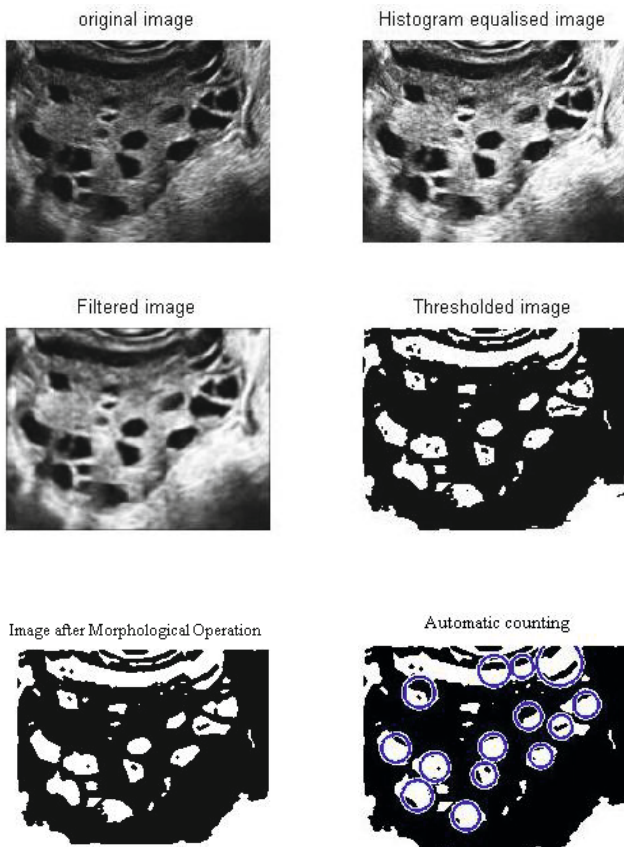 original image
Histogram equalised image
Filtered image
Thresholded image
Image after Morphological Operation
Automatic counting